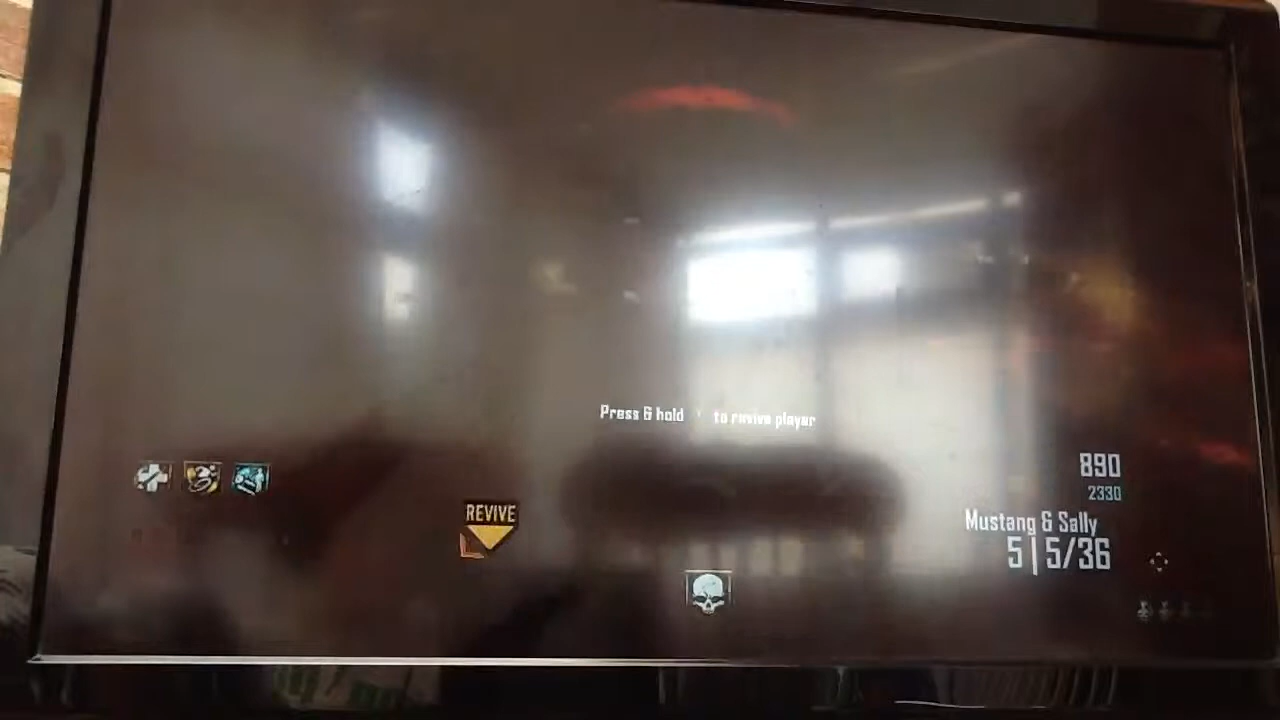 Press & hold to revive player
890
2330
REVIVE
Mustang & Sally
5|5/36